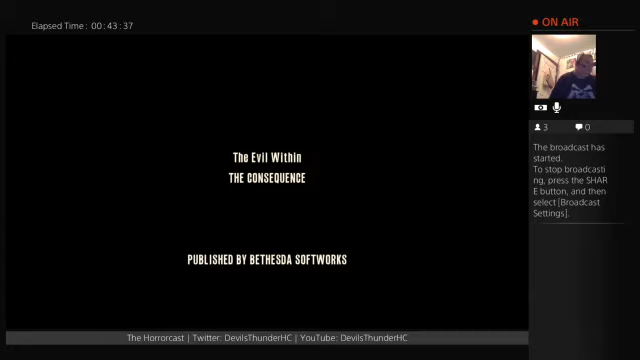 Elapsed Time : 00 : 43 : 37
ON AIR
3
0
The broadcast has
started.
To stop broadcasti
ng, press the SHAR
E button, and then
select [Broadcast
Settings].
The Evil Within
THE CONSEQUENCE
PUBLISHED BY BETHESDA SOFTWORKS
The Horrorcast | Twitter: DevilsThunderHC | YouTube: DevilsThunderHC